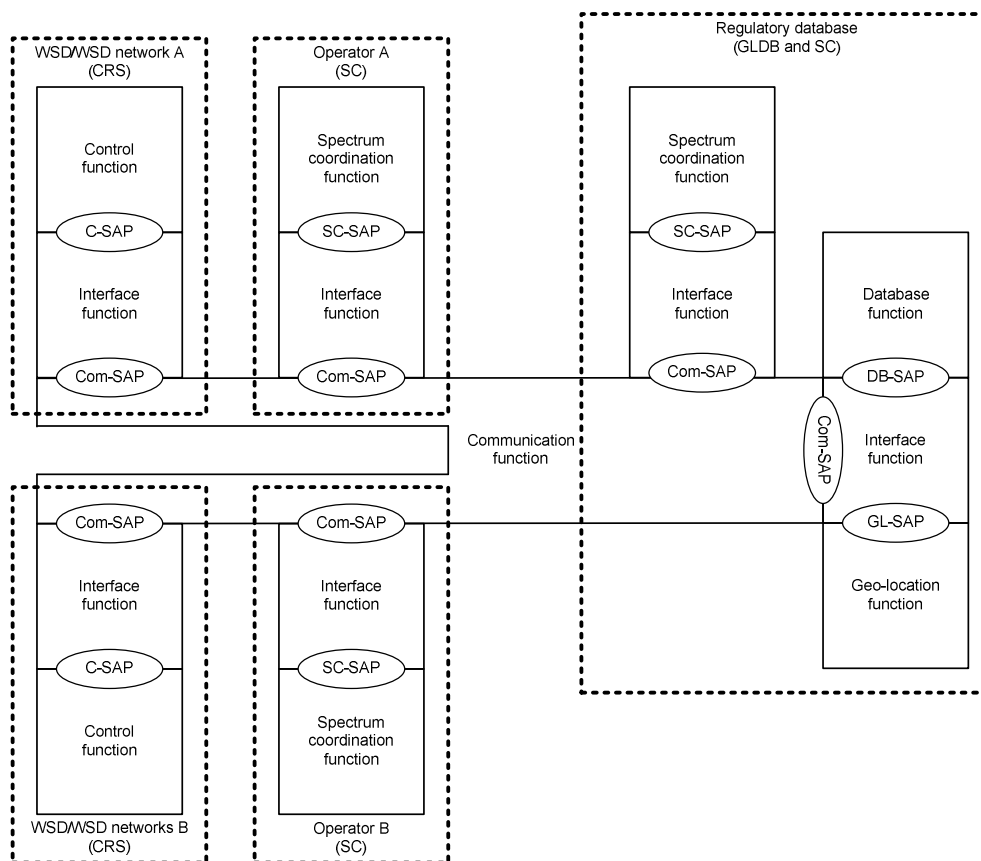 WSD/WSD network A
(CRS)
Control
function
C-SAP
Interface
function
Com-SAP
Operator A
(SC)
Spectrum
coordination
function
SC-SAP
Interface
function
Com-SAP
Regulatory database
(GLDB and SC)
Spectrum
coordination
function
SC-SAP
Interface
function
Com-SAP
Database
function
DB-SAP
Com-SAP
Interface
function
GL-SAP
Geo-location
function
Communication
function
Com-SAP
Interface
function
C-SAP
Control
function
WSD/WSD networks B
(CRS)
Com-SAP
Interface
function
SC-SAP
Spectrum
coordination
function
Operator B
(SC)